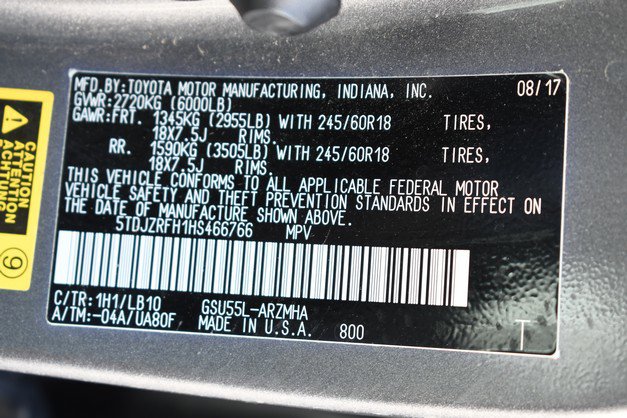 MFD.BY:TOYOTA MOTOR MANUFACTURING, INDIANA, INC. 08/17
GVWR:2720KG (6000LB)
GAWR:FRT. 1345KG (2955LB) WITH 245/60R18 TIRES,
18X7.5J RIMS.
RR. 1590KG (3505LB) WITH 245/60R18 TIRES,
18X7.5J RIMS.
THIS VEHICLE CONFORMS TO ALL APPLICABLE FEDERAL MOTOR
VEHICLE SAFETY AND THEFT PREVENTION STANDARDS IN EFFECT ON
THE DATE OF MANUFACTURE SHOWN ABOVE.
5TDJZRFH1HS466766 MPV
C/TR:1H1/LB10 GSU55L-ARZMHA
A/TM:-04A/UA80F MADE IN U.S.A. 800
T
CAUTION
ATTENTION
9